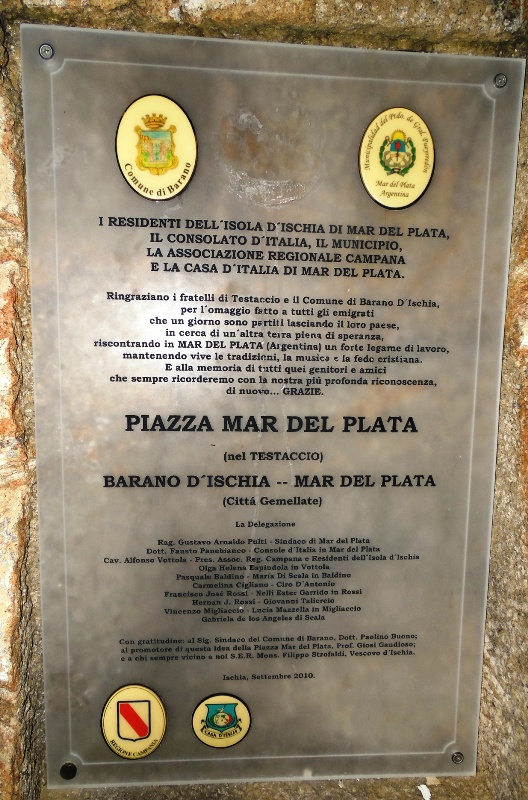 Comune di Barano
Municipalidad del Ptdo. de Gral. Pueyrredon
Mar del Plata
Argentina
I RESIDENTI DELL´ISOLA D´ISCHIA DI MAR DEL PLATA,
IL CONSOLATO D´ITALIA, IL MUNICIPIO,
LA ASSOCIAZIONE REGIONALE CAMPANA
E LA CASA D´ITALIA DI MAR DEL PLATA.
Ringraziano i fratelli di Testaccio e il Comune di Barano D´Ischia,
per l´omaggio fatto a tutti gli emigrati
che un giorno sono partiti lasciando il loro paese,
in cerca di un´altra terra piena di speranza,
riscontrando in MAR DEL PLATA (Argentina) un forte legame di lavoro,
mantenendo vive le tradizioni, la musica e la fede cristiana.
E alla memoria di tutti quei genitori e amici
che sempre ricorderemo con la nostra piú profonda riconoscenza,
di nuovo... GRAZIE.
PIAZZA MAR DEL PLATA
(nel TESTACCIO)
BARANO D´ISCHIA -- MAR DEL PLATA
(Cittá Gemellate)
La Delegazione
Rag. Gustavo Arnaldo Pulti - Sindaco di Mar del Plata
Dott. Fausto Panebianco - Console d´Italia in Mar del Plata
Cav. Alfonso Vottola - Pres. Assoc. Reg. Campana e Residenti dell´Isola d´Ischia
Olga Helena Espindola in Vottola
Pasquale Baldino - Maria Di Scala in Baldino
Carmelina Cigliano - Ciro D´Antonio
Francisco José Rossi - Nelli Ester Garrido in Rossi
Hernan J. Rossi - Giovanni Taliercio
Vincenzo Migliaccio - Lucia Mazzella in Migliaccio
Gabriela de los Angeles di Scala
Con gratitudine: al Sig. Sindaco del Comune di Barano, Dott. Paolino Buono;
al promotore di questa idea della Piazza Mar del Plata, Prof. Giosi Gaudioso;
e a chi sempre vicino a noi S.E.R. Mons. Filippo Strofaldi, Vescovo d´Ischia.
Ischia, Settembre 2010.
REGIONE CAMPANIA
CASA D'ITALIA